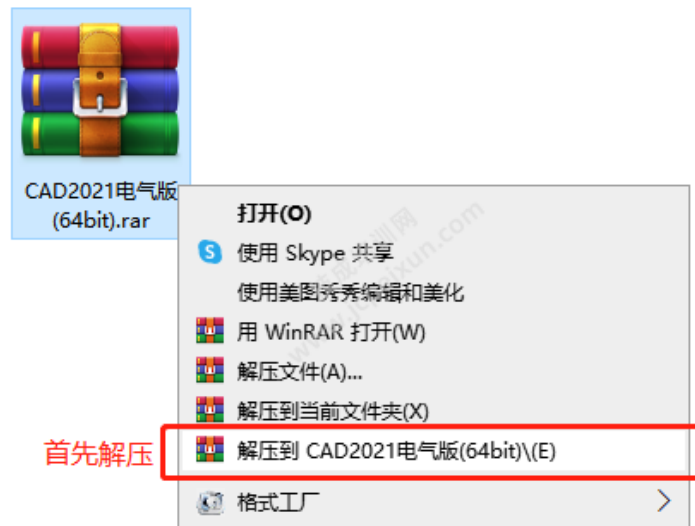 CAD2021电气版
(64bit).rar
打开(O)
使用 Skype 共享
使用美图秀秀编辑和美化
用 WinRAR 打开(W)
解压文件(A)...
解压到当前文件夹(X)
首先解压
解压到 CAD2021电气版(64bit)\(E)
格式工厂